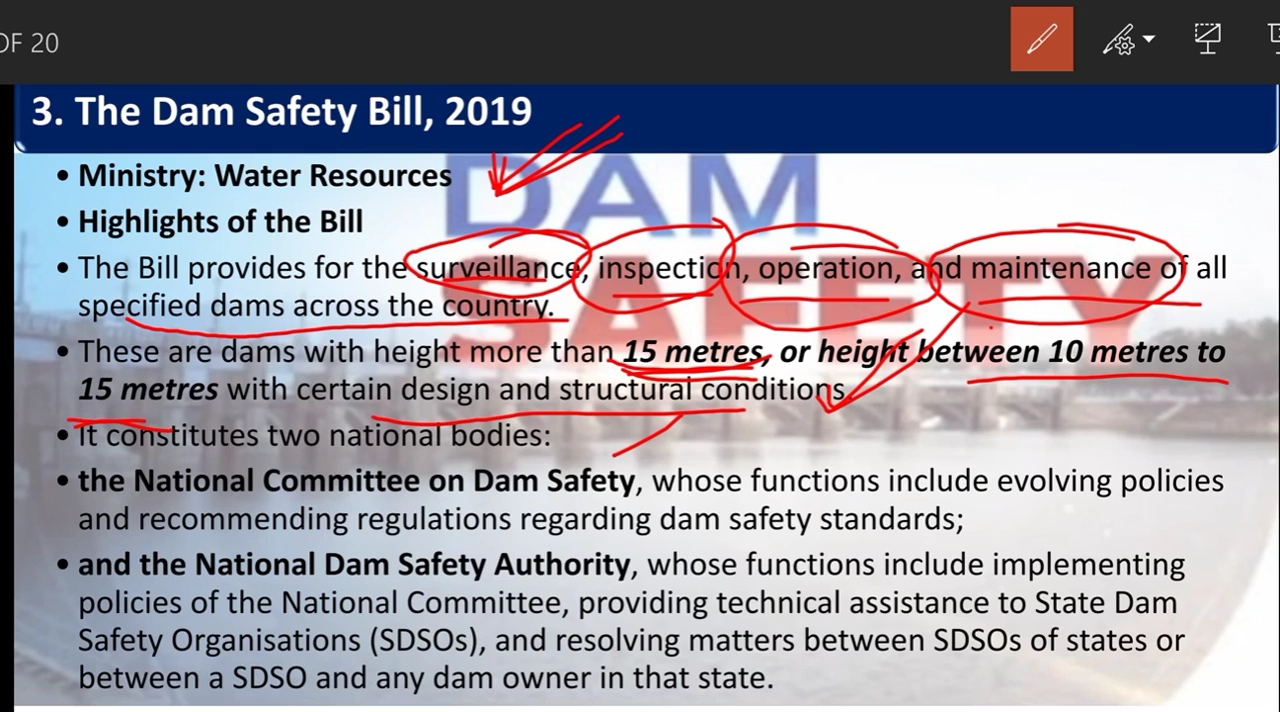 OF 20
3. The Dam Safety Bill, 2019
DAM
SAFETY
• Ministry: Water Resources
• Highlights of the Bill
• The Bill provides for the surveillance, inspection, operation, and maintenance of all
specified dams across the country.
• These are dams with height more than 15 metres, or height between 10 metres to
15 metres with certain design and structural conditions.
• It constitutes two national bodies:
• the National Committee on Dam Safety, whose functions include evolving policies
and recommending regulations regarding dam safety standards;
• and the National Dam Safety Authority, whose functions include implementing
policies of the National Committee, providing technical assistance to State Dam
Safety Organisations (SDSOs), and resolving matters between SDSOs of states or
between a SDSO and any dam owner in that state.